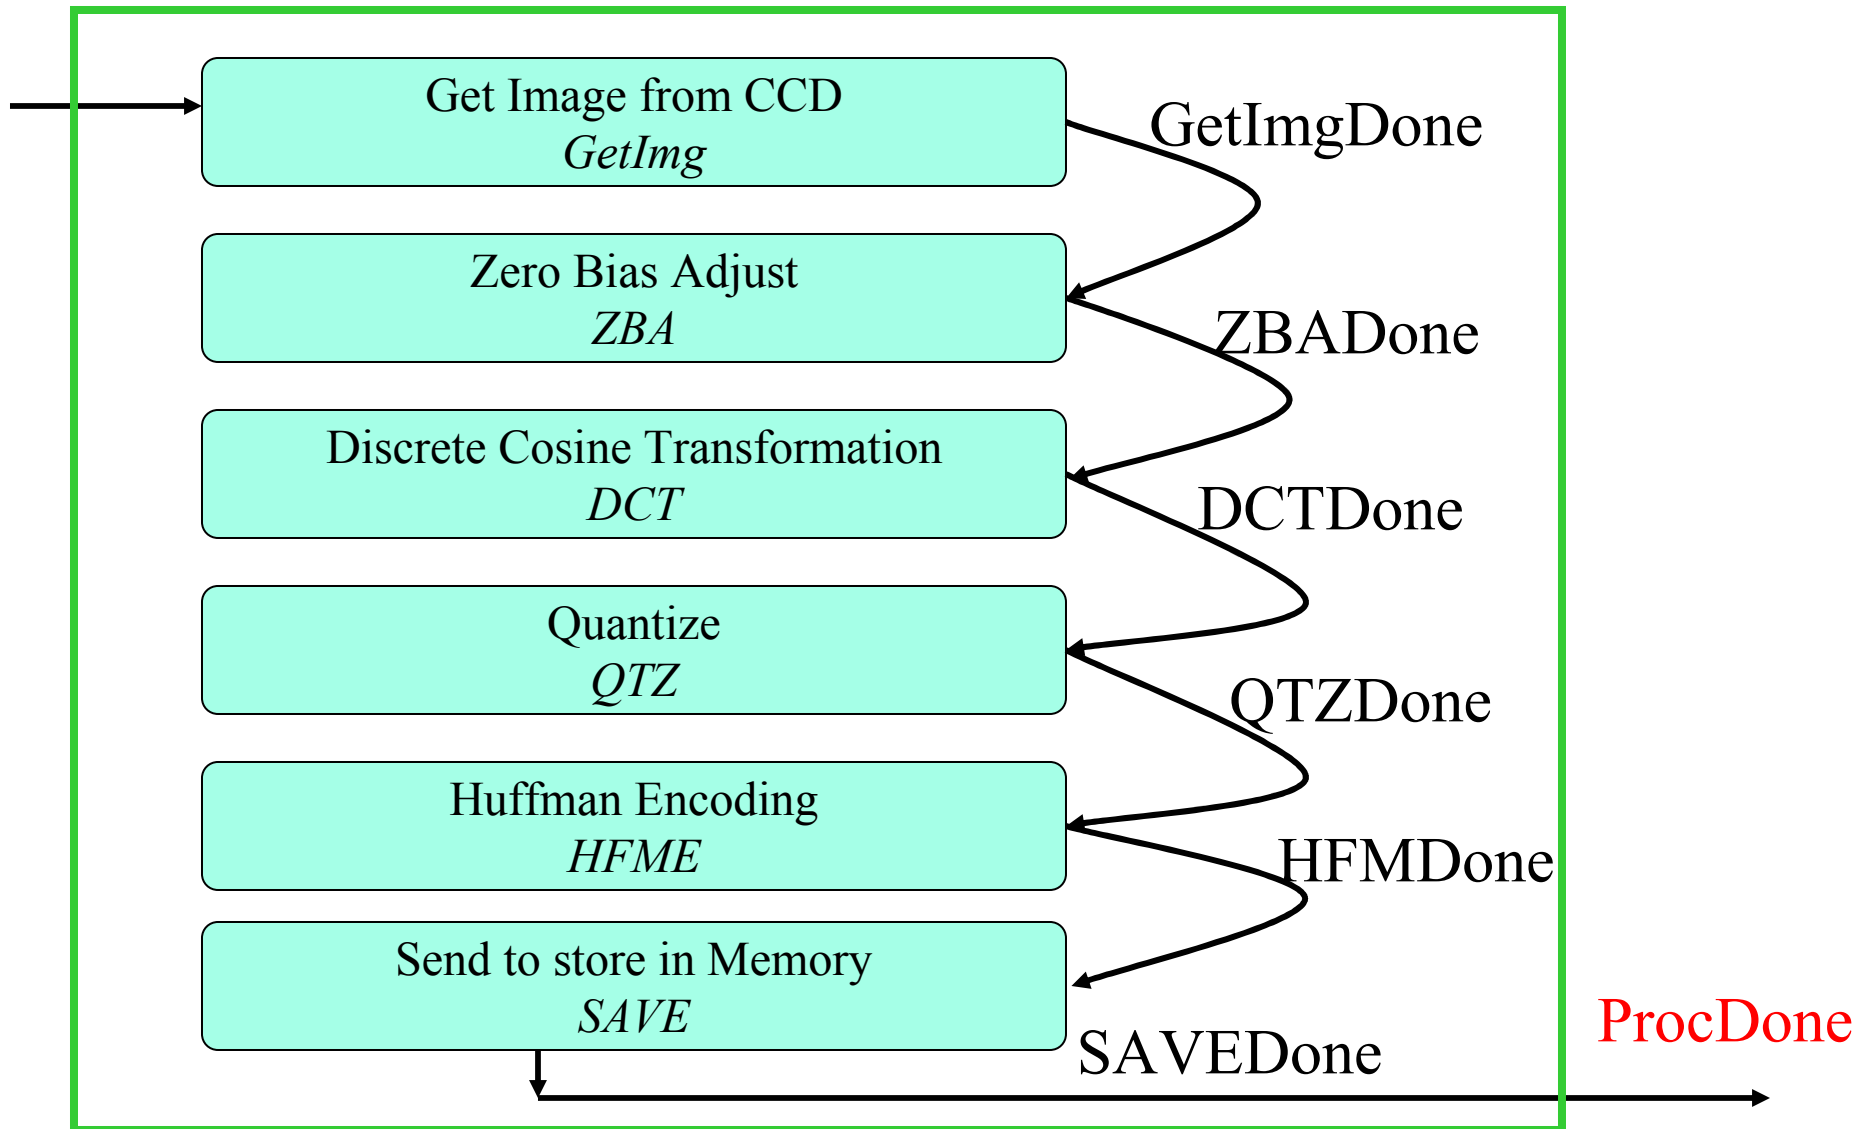 Get Image from CCD
GetImg
GetImgDone
Zero Bias Adjust
ZBA
ZBADone
Discrete Cosine Transformation
DCT
DCTDone
Quantize
QTZ
QTZDone
Huffman Encoding
HFME
HFMDone
Send to store in Memory
SAVE
SAVEDone
ProcDone